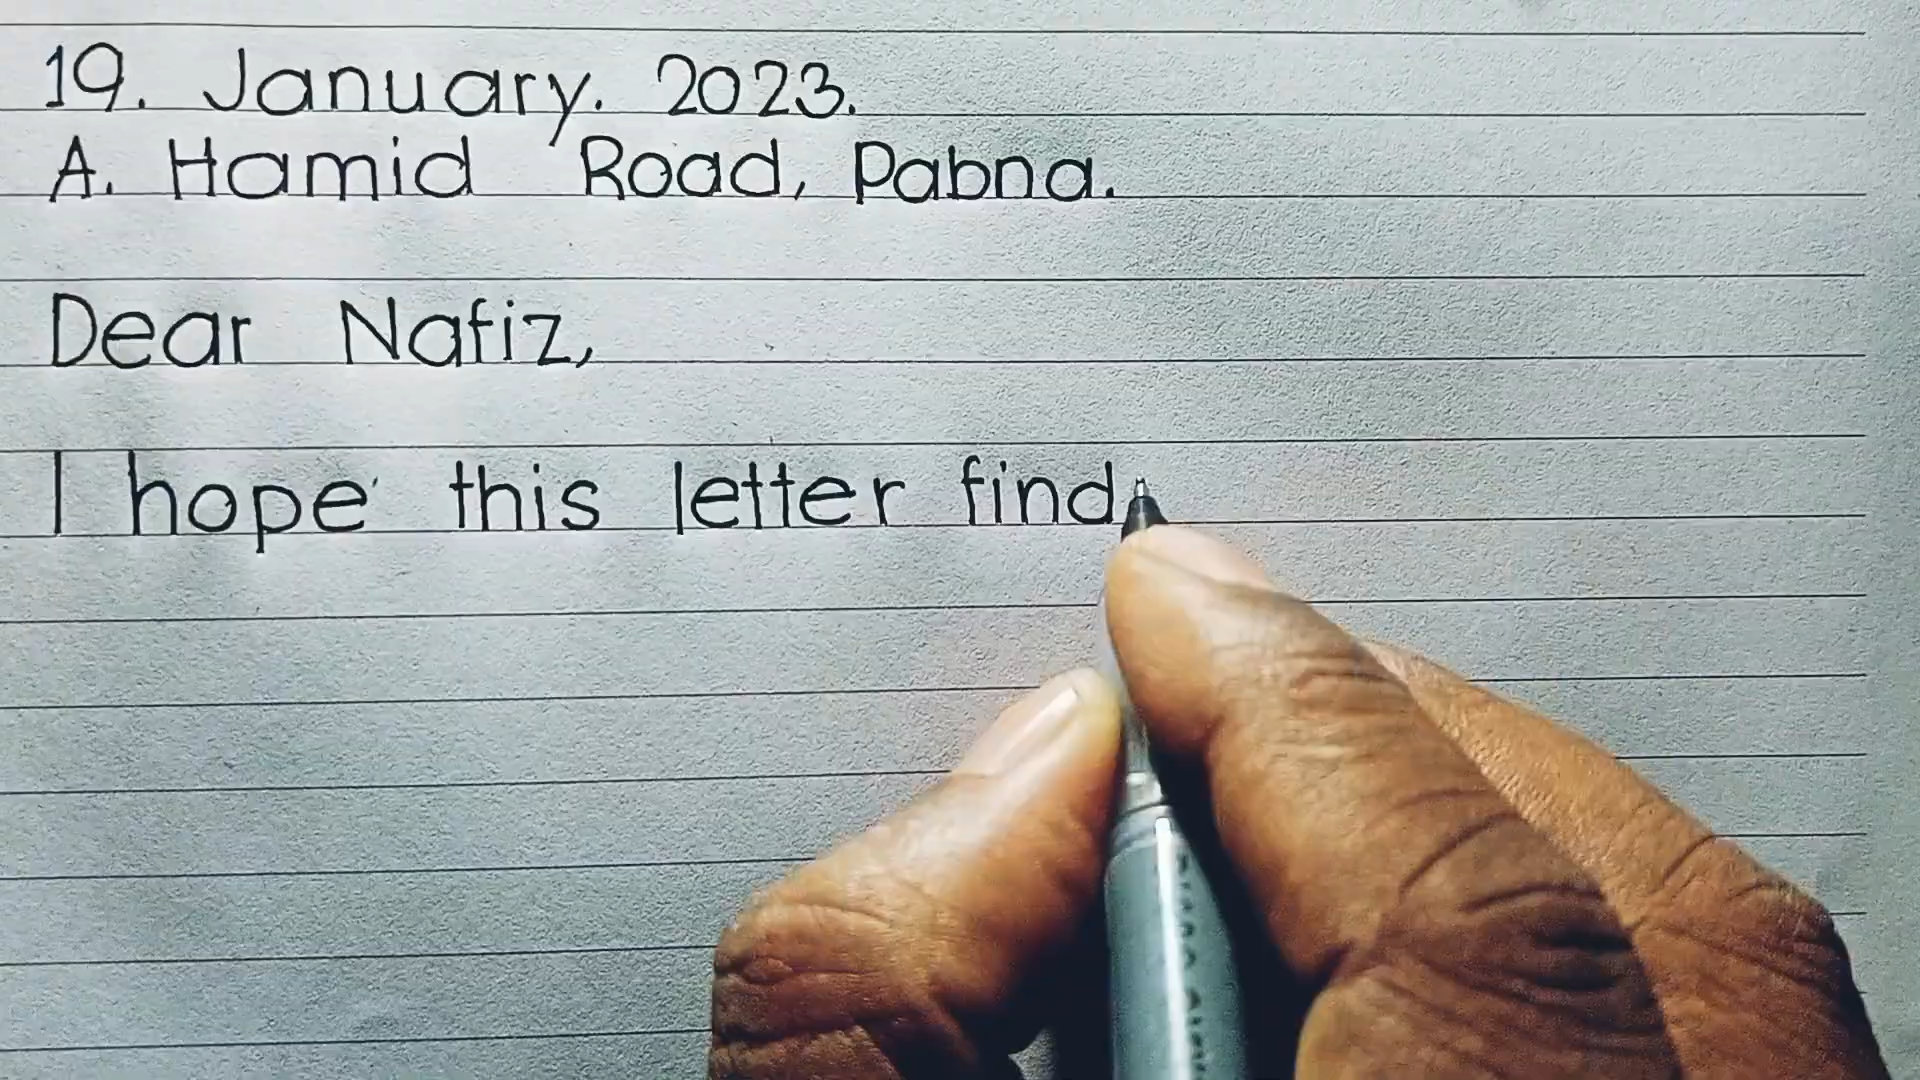 19. January. 2023.
A. Hamid Road, Pabna.
Dear Nafiz,
I hope this letter find